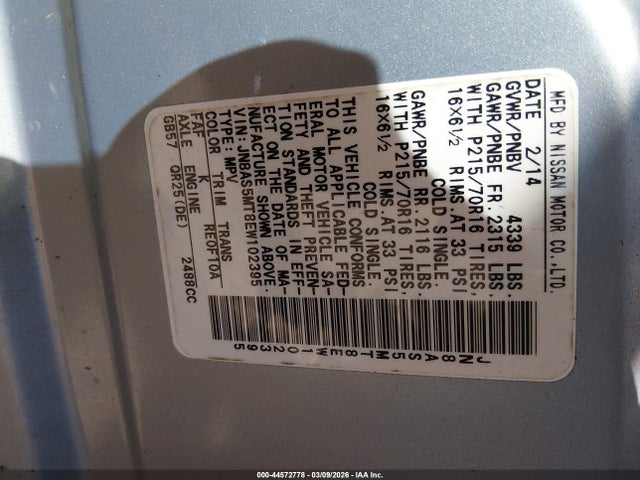 MFD BY NISSAN MOTOR CO.,LTD.
DATE 2/14
GVWR/PNBV 4339 LBS.
GAWR/PNBE FR. 2315 LBS.
WITH P215/70R16 TIRES,
16X6 1/2 RIMS.AT 33 PSI
COLD SINGLE.
GAWR/PNBE RR. 2116 LBS.
WITH P215/70R16 TIRES,
16X6 1/2 RIMS.AT 33 PSI
COLD SINGLE.
THIS VEHICLE CONFORMS
TO ALL APPLICABLE FED-
ERAL MOTOR VEHICLE SA-
FETY AND THEFT PREVEN-
TION STANDARDS IN EFF-
ECT ON THE DATE OF MA-
NUFACTURE SHOWN ABOVE.
VIN: JN8AS5MT8EW102395
TYPE: MPV
COLOR TRIM TRANS
FAF K RE0F10A
AXLE ENGINE
GB57 QR25(DE) 2488CC
JN8AS5MT8EW102395
000-44572778 | 03/09/2026 | IAA Inc.